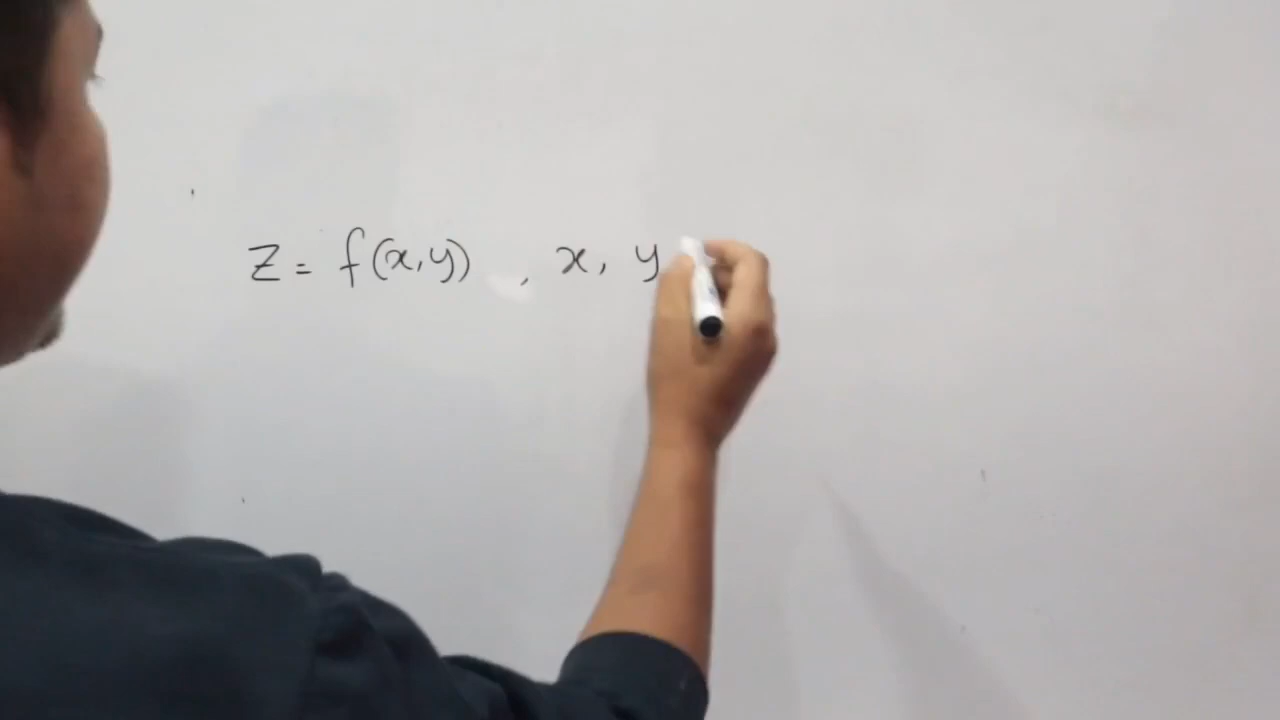 Z = f(x,y) , x, y